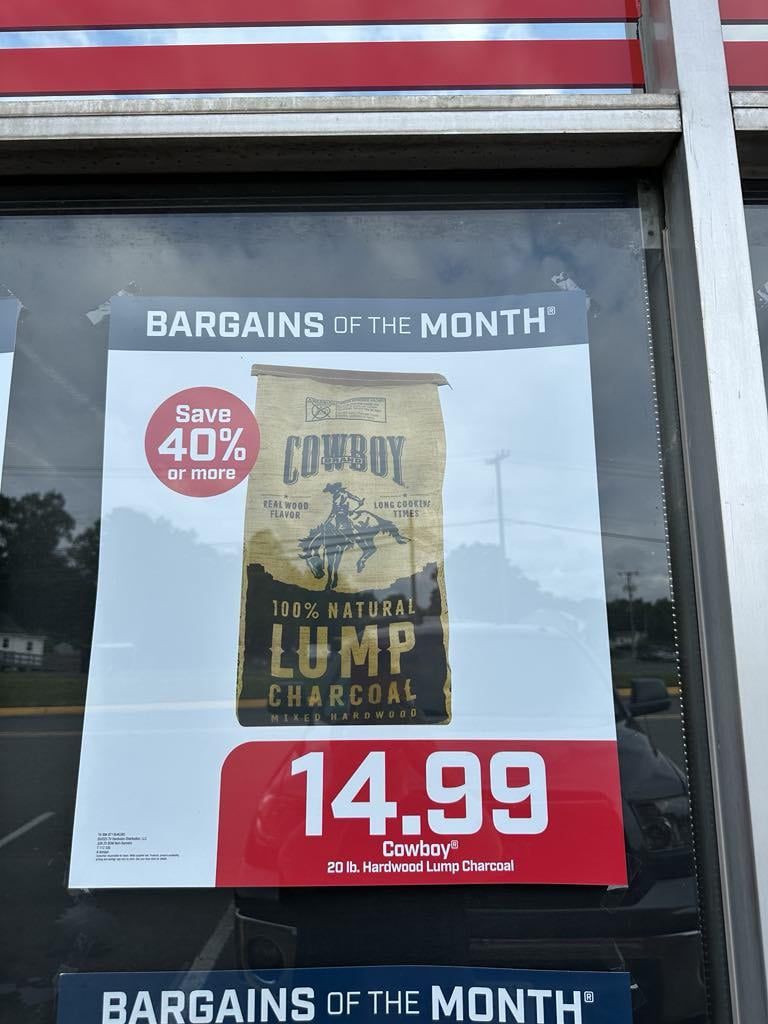 BARGAINS OF THE MONTH®
Save
40%
or more
COWBOY
BRAND
REAL WOOD
FLAVOR
LONG COOKING
TIMES
100% NATURAL
LUMP
CHARCOAL
MIXED HARDWOOD
14.99
Cowboy®
20 lb. Hardwood Lump Charcoal
BARGAINS OF THE MONTH®